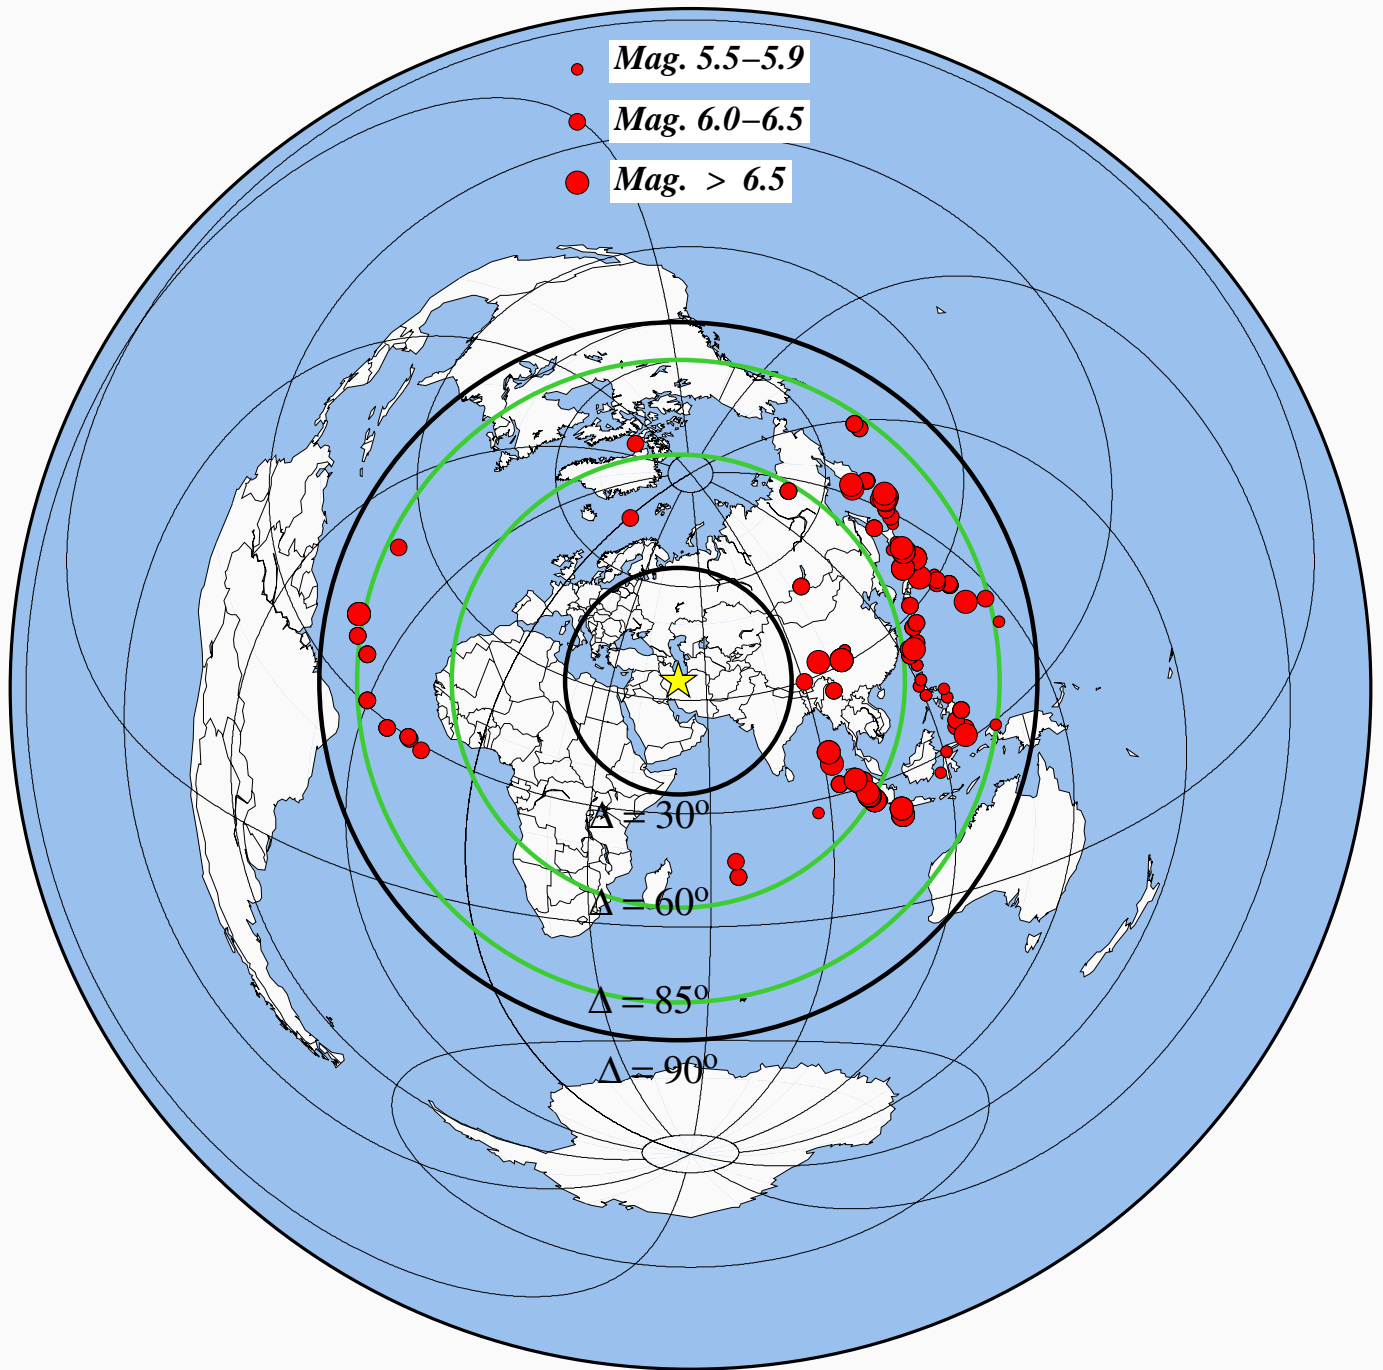 Mag. 5.5–5.9
Mag. 6.0–6.5
Mag. > 6.5
Δ = 30º
Δ = 60º
Δ = 85º
Δ = 90º